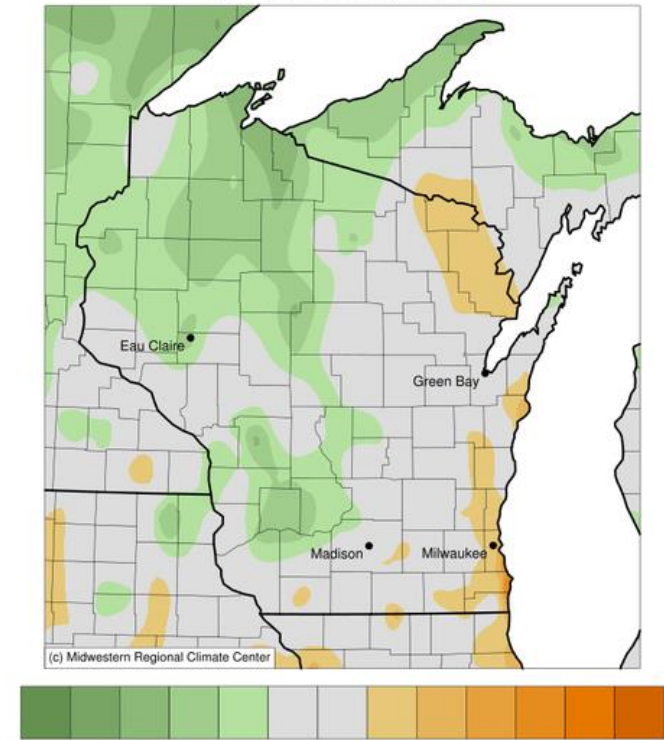 Eau Claire
Green Bay
Madison
Milwaukee
(c) Midwestern Regional Climate Center